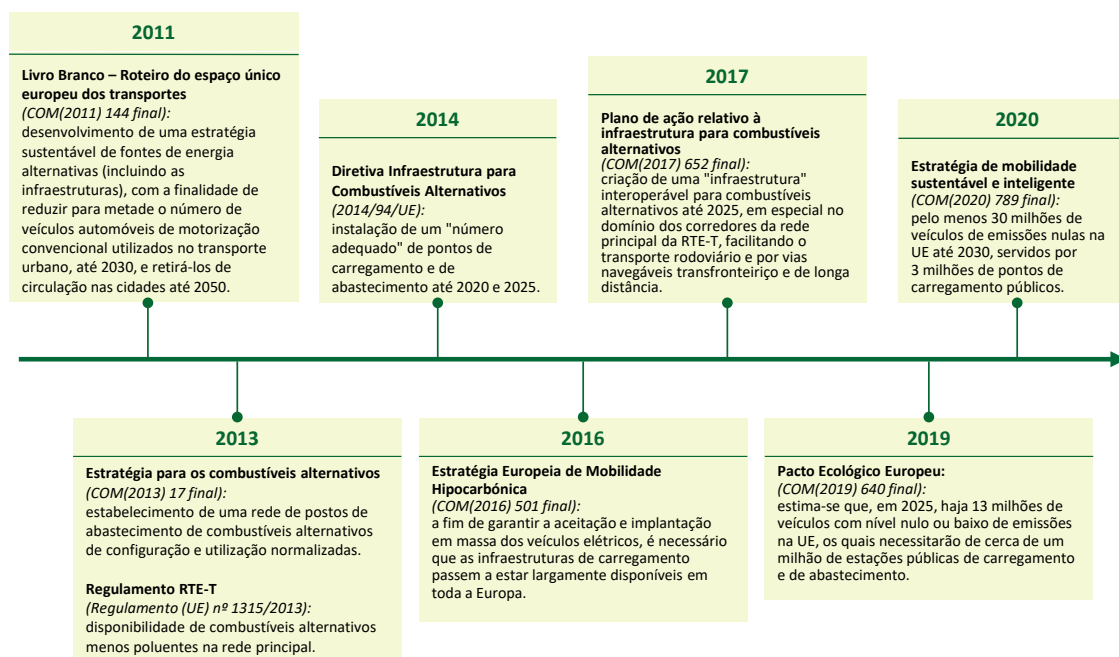 2011
Livro Branco – Roteiro do espaço único
europeu dos transportes
(COM(2011) 144 final):
desenvolvimento de uma estratégia
sustentável de fontes de energia
alternativas (incluindo as
infraestruturas), com a finalidade de
reduzir para metade o número de
veículos automóveis de motorização
convencional utilizados no transporte
urbano, até 2030, e retirá-los de
circulação nas cidades até 2050.
2014
Diretiva Infraestrutura para
Combustíveis Alternativos
(2014/94/UE):
instalação de um "número
adequado" de pontos de
carregamento e de
abastecimento até 2020 e 2025.
2017
Plano de ação relativo à
infraestrutura para combustíveis
alternativos
(COM(2017) 652 final):
criação de uma "infraestrutura"
interoperável para combustíveis
alternativos até 2025, em especial no
domínio dos corredores da rede
principal da RTE-T, facilitando o
transporte rodoviário e por vias
navegáveis transfronteiriço e de longa
distância.
2020
Estratégia de mobilidade
sustentável e inteligente
(COM(2020) 789 final):
pelo menos 30 milhões de
veículos de emissões nulas na
UE até 2030, servidos por
3 milhões de pontos de
carregamento públicos.
2013
Estratégia para os combustíveis alternativos
(COM(2013) 17 final):
estabelecimento de uma rede de postos de
abastecimento de combustíveis alternativos
de configuração e utilização normalizadas.
Regulamento RTE-T
(Regulamento (UE) nº 1315/2013):
disponibilidade de combustíveis alternativos
menos poluentes na rede principal.
2016
Estratégia Europeia de Mobilidade
Hipocarbónica
(COM(2016) 501 final):
a fim de garantir a aceitação e implantação
em massa dos veículos elétricos, é necessário
que as infraestruturas de carregamento
passem a estar largamente disponíveis em
toda a Europa.
2019
Pacto Ecológico Europeu:
(COM(2019) 640 final):
estima-se que, em 2025, haja 13 milhões de
veículos com nível nulo ou baixo de emissões
na UE, os quais necessitarão de cerca de um
milhão de estações públicas de carregamento
e de abastecimento.